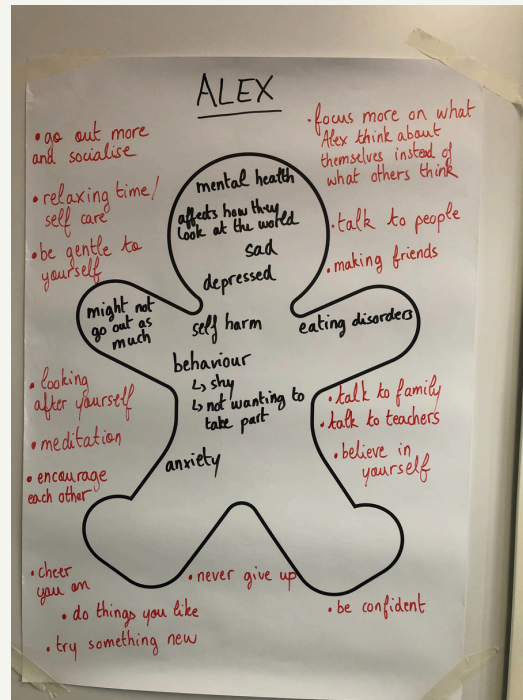 ALEX
• go out more
and socialise
• relaxing time/
self care
• be gentle to
yourself
• focus more on what
Alex think about
themselves instead of
what others think
• talk to people
• making friends
mental health
affects how they
look at the world
sad
depressed
might not
go out as
much
self harm
eating disorders
behaviour
↳ shy
↳ not wanting to
take part
anxiety
• looking
after yourself
• meditation
• encourage
each other
• talk to family
• talk to teachers
• believe in
yourself
• cheer
you on
• never give up
• do things you like
• try something new
• be confident